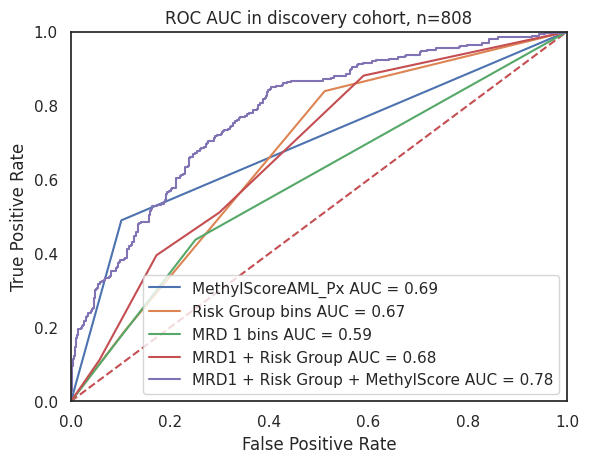 ROC AUC in discovery cohort, n=808
True Positive Rate
1.0
0.8
0.6
0.4
0.2
0.0
MethylScoreAML_Px AUC = 0.69
Risk Group bins AUC = 0.67
MRD 1 bins AUC = 0.59
MRD1 + Risk Group AUC = 0.68
MRD1 + Risk Group + MethylScore AUC = 0.78
0.0 0.2 0.4 0.6 0.8 1.0
False Positive Rate